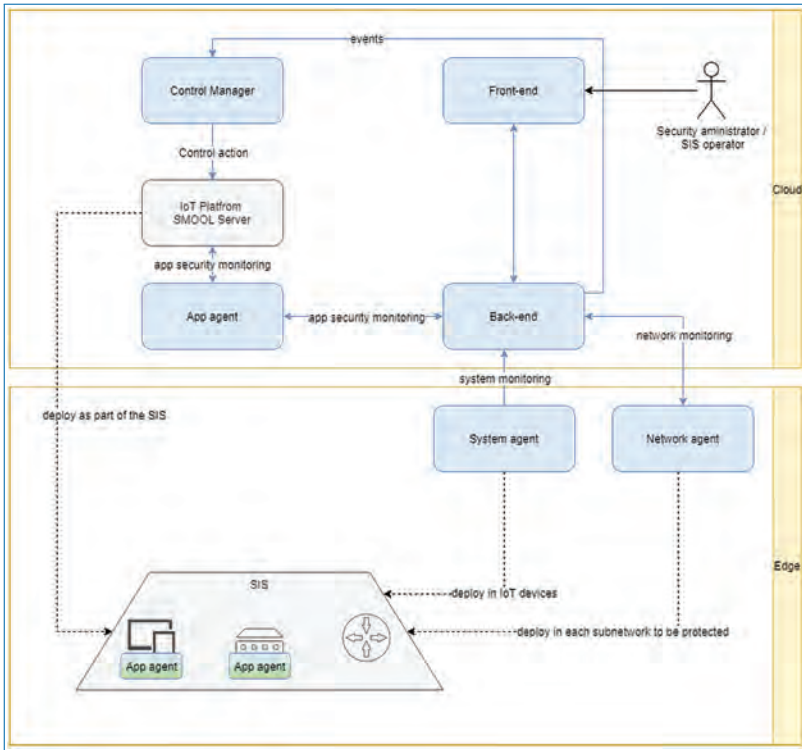 events
Control Manager
Front-end
Security aministrator /
SIS operator
Control action
Cloud
IoT Platfrom
SMOOL Server
app security monitoring
App agent
app security monitoring
Back-end
network monitoring
system monitoring
deploy as part of the SIS
System agent
Network agent
Edge
SIS
deploy in IoT devices
deploy in each subnetwork to be protected
App agent
App agent